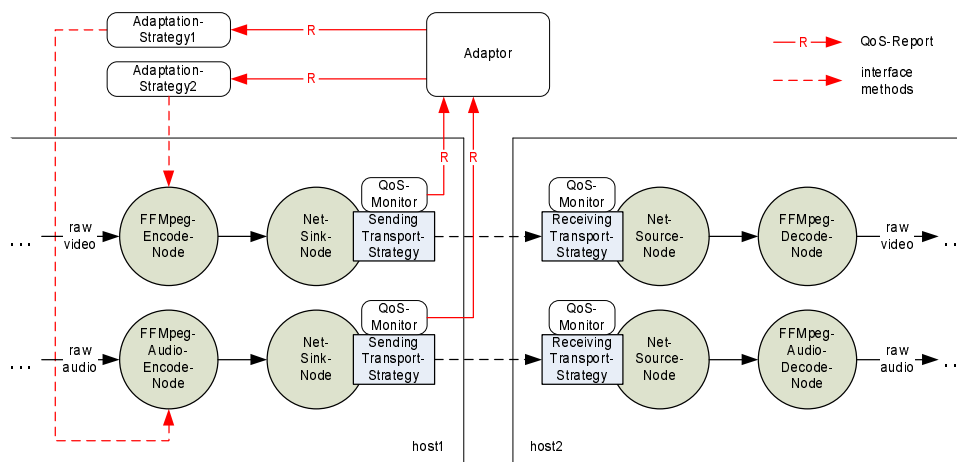 Adaptation-
Strategy1
R
Adaptor
R
QoS-Report
Adaptation-
Strategy2
R
interface
methods
R
R
QoS-
Monitor
QoS-
Monitor
... raw
video
FFMpeg-
Encode-
Node
Net-
Sink-
Node
Sending
Transport-
Strategy
Receiving
Transport-
Strategy
Net-
Source-
Node
FFMpeg-
Decode-
Node
raw
video
...
QoS-
Monitor
QoS-
Monitor
... raw
audio
FFMpeg-
Audio-
Encode-
Node
Net-
Sink-
Node
Sending
Transport-
Strategy
Receiving
Transport-
Strategy
Net-
Source-
Node
FFMpeg-
Audio-
Decode-
Node
raw
audio
...
host1
host2